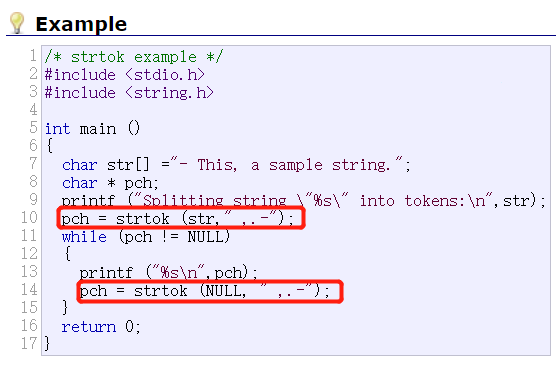 Example
1 /* strtok example */
2 #include <stdio.h>
3 #include <string.h>
4
5 int main ()
6 {
7   char str[] ="- This, a sample string.";
8   char * pch;
9   printf ("Splitting string \"%s\" into tokens:\n",str);
10   pch = strtok (str," ,.-");
11   while (pch != NULL)
12   {
13     printf ("%s\n",pch);
14     pch = strtok (NULL, " ,.-");
15   }
16   return 0;
17 }